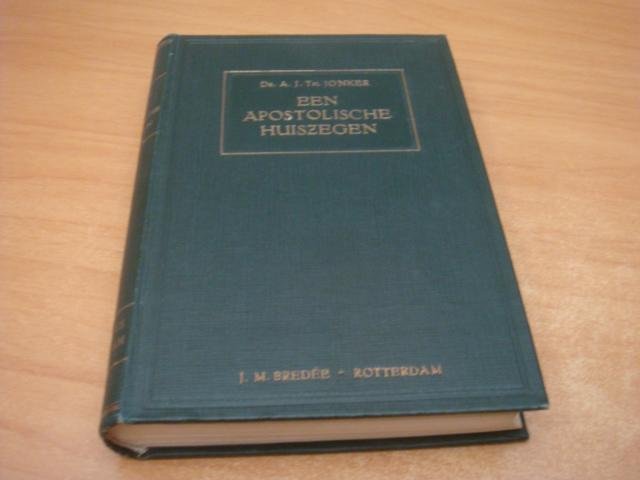 Dr. A. J. Th. JONKER
EEN
APOSTOLISCHE
HUISZEGEN
J. M. BREDÉE - ROTTERDAM